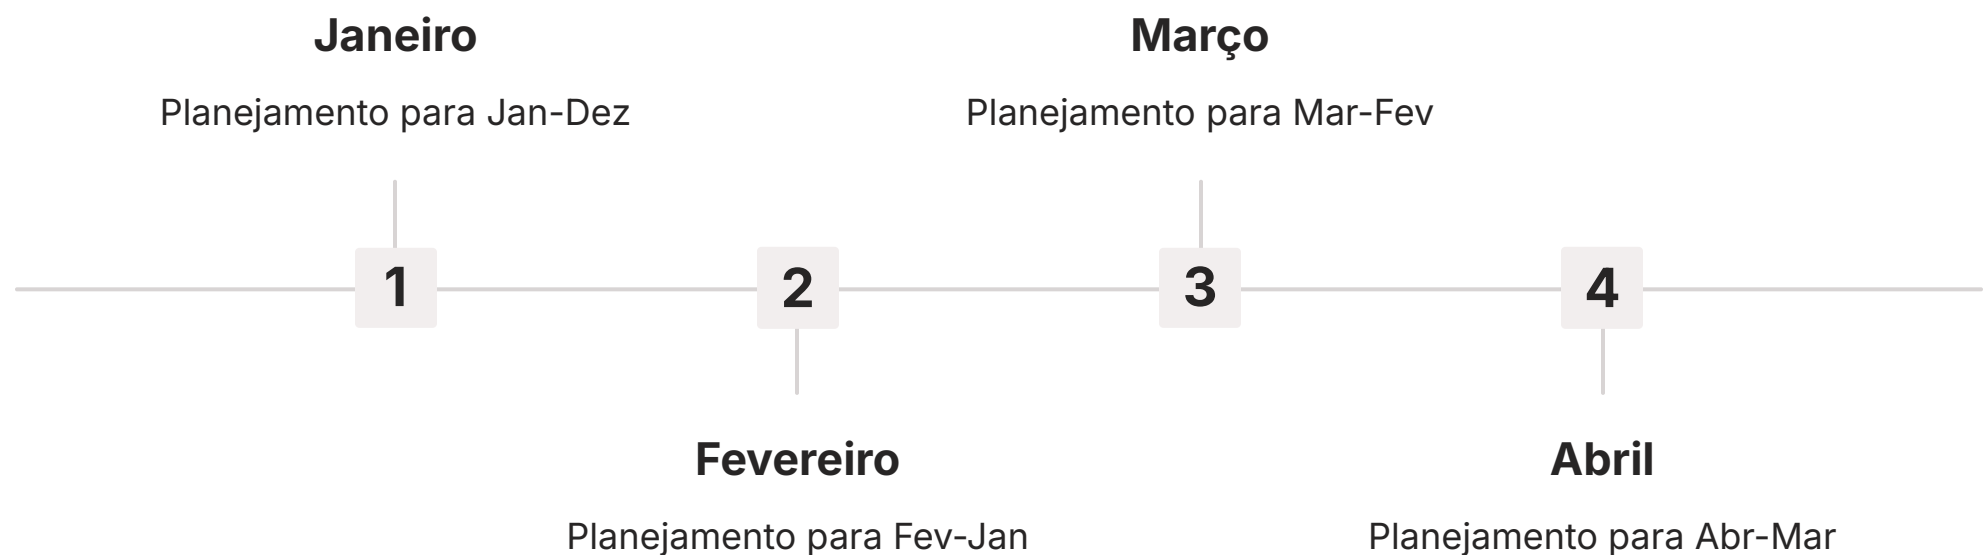 Janeiro
Planejamento para Jan-Dez
Março
Planejamento para Mar-Fev
1
2
3
4
Fevereiro
Planejamento para Fev-Jan
Abril
Planejamento para Abr-Mar